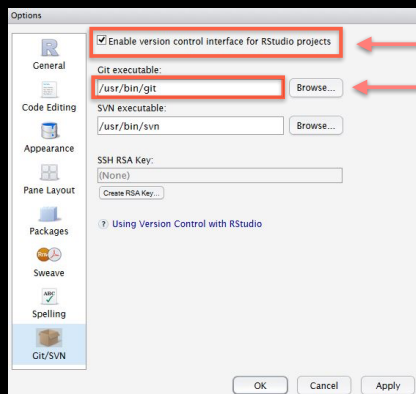 Options
General
Code Editing
Appearance
Pane Layout
Packages
Sweave
ABC
Spelling
Git/SVN
Enable version control interface for RStudio projects
Git executable:
/usr/bin/git
Browse...
SVN executable:
/usr/bin/svn
Browse...
SSH RSA Key:
(None)
Create RSA Key...
? Using Version Control with RStudio
OK
Cancel
Apply